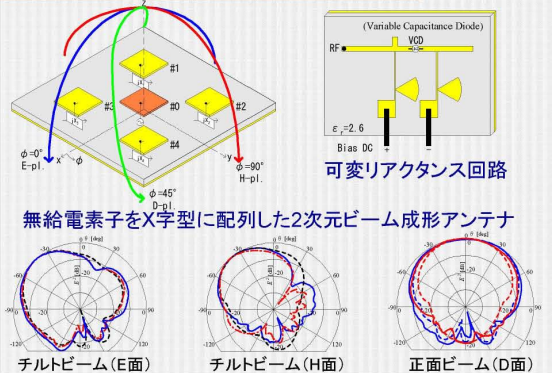 z
(Variable Capacitance Diode)
VCD
RF
#1
#3
#0
#2
#4
εr=2.6
Bias DC
+
−
φ=0°
E-pl.
x
φ
y
φ=90°
H-pl.
φ=45°
D-pl.
可変リアクタンス回路
無給電素子をX字型に配列した2次元ビーム成形アンテナ
チルトビーム(E面)
チルトビーム(H面)
正面ビーム(D面)